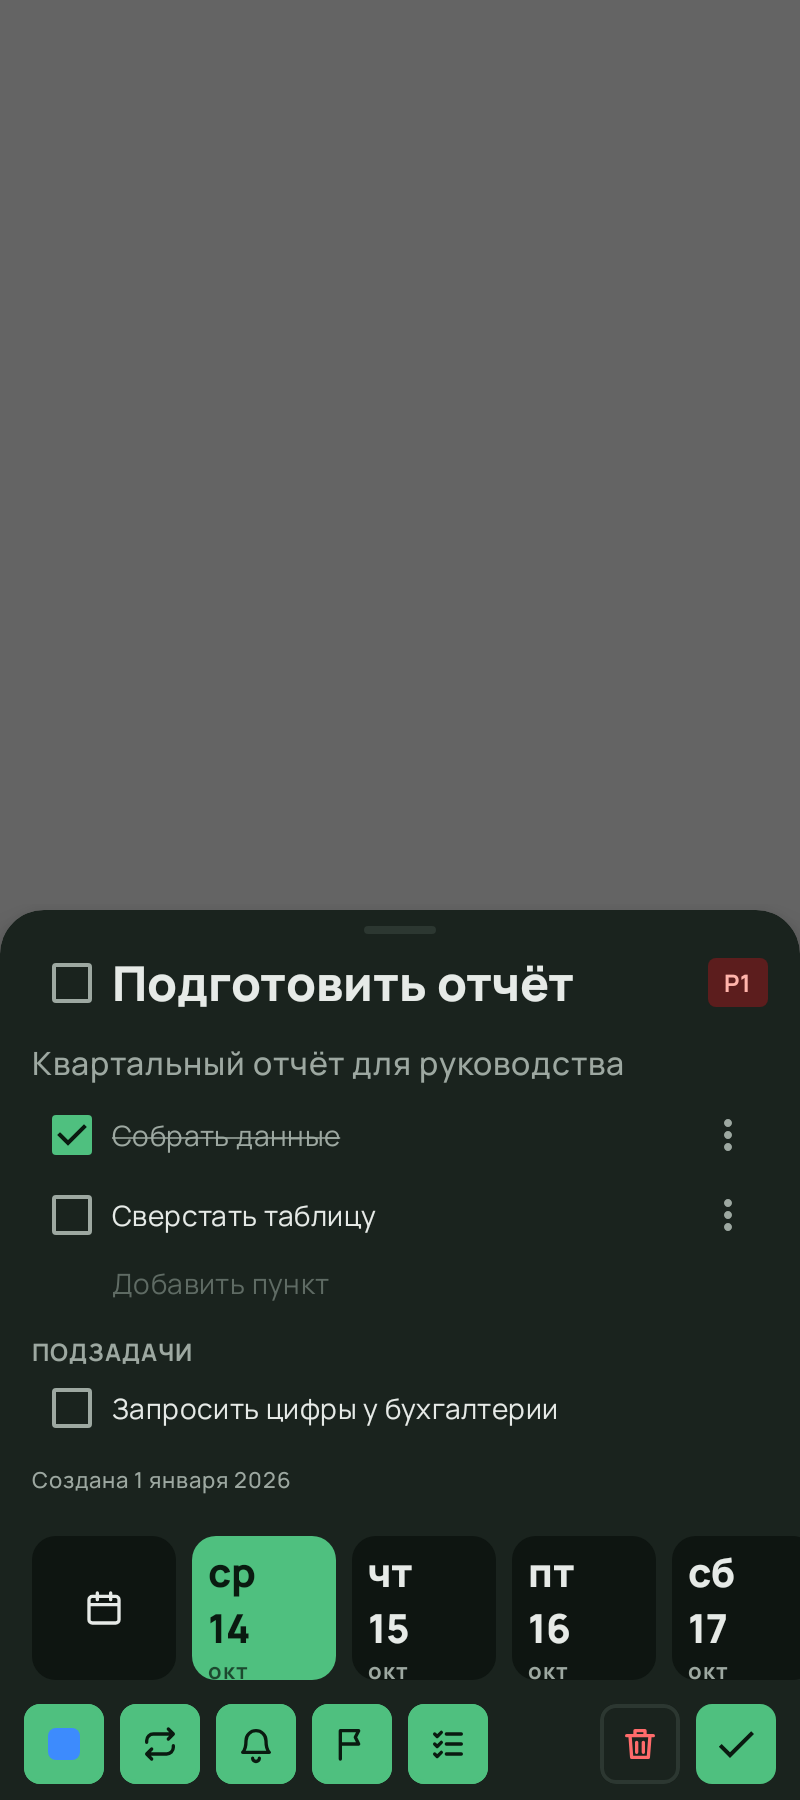 Подготовить отчёт
P1
Квартальный отчёт для руководства
Собрать данные
Сверстать таблицу
Добавить пункт
ПОДЗАДАЧИ
Запросить цифры у бухгалтерии
Создана 1 января 2026
ср
14
окт
чт
15
окт
пт
16
окт
сб
17
окт